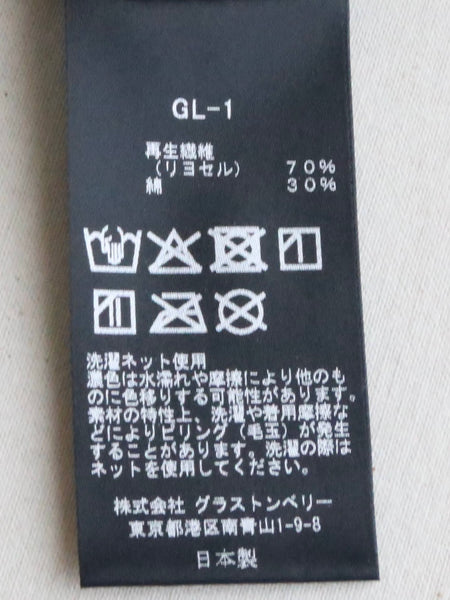 GL-1
再生繊維
(リヨセル) 70%
綿 30%
洗濯ネット使用
濃色は水濡れや摩擦により他のも
のに色移りする可能性があります。
素材の特性上、洗濯や着用摩擦な
どによりピリング(毛玉)が発生
することがあります。洗濯の際は
ネットを使用してください。
株式会社 グラストンベリー
東京都港区南青山1-9-8
日本製